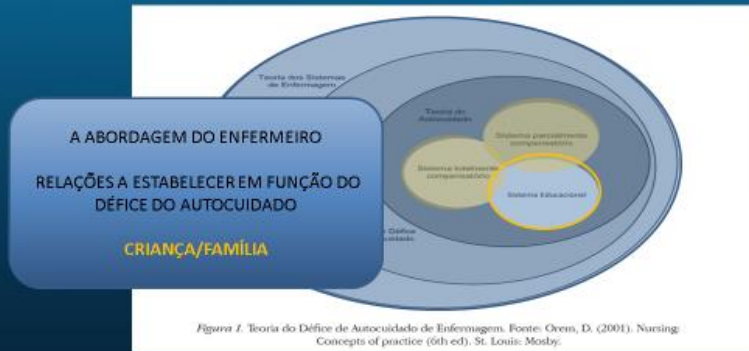 Teoria dos Sistemas
de Enfermagem
Teoria do
Autocuidado
Sistema parcialmente
compensatório
Sistema totalmente
compensatório
Sistema Educacional
Défice
A ABORDAGEM DO ENFERMEIRO
RELAÇÕES A ESTABELECER EM FUNÇÃO DO
DÉFICE DO AUTOCUIDADO
CRIANÇA/FAMÍLIA
Figura 1. Teoria do Défice de Autocuidado de Enfermagem. Fonte: Orem, D. (2001). Nursing:
Concepts of practice (6th ed). St. Louis: Mosby.